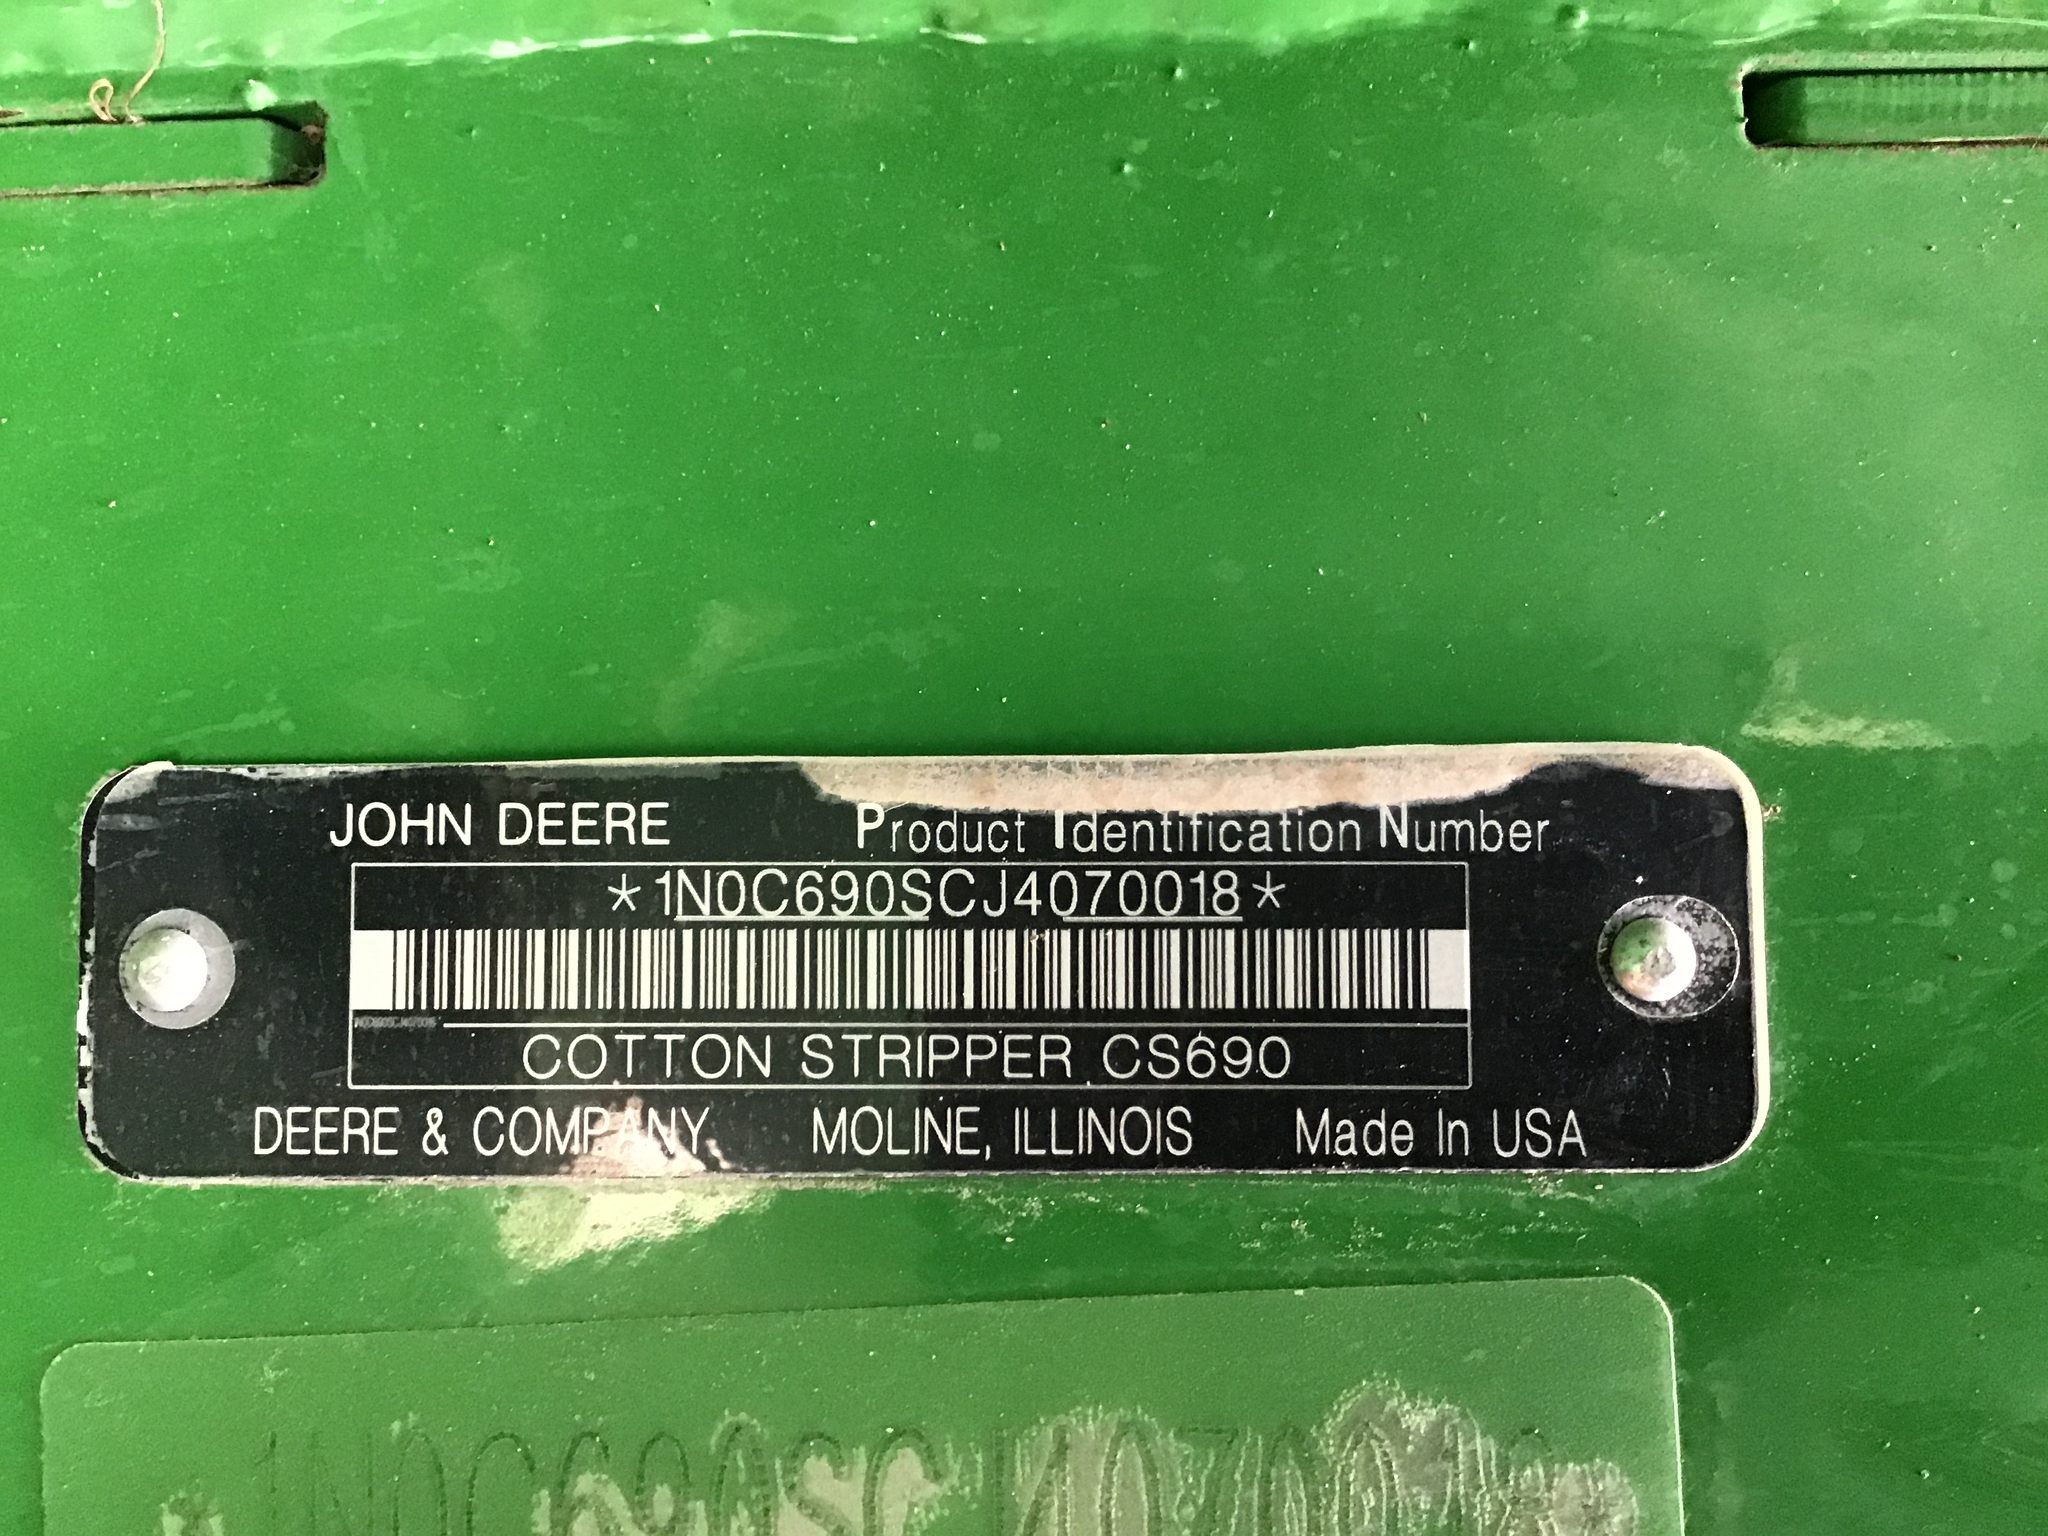 JOHN DEERE Product Identification Number
*1N0C690SCJ4070018*
COTTON STRIPPER CS690
DEERE & COMPANY MOLINE, ILLINOIS Made In USA